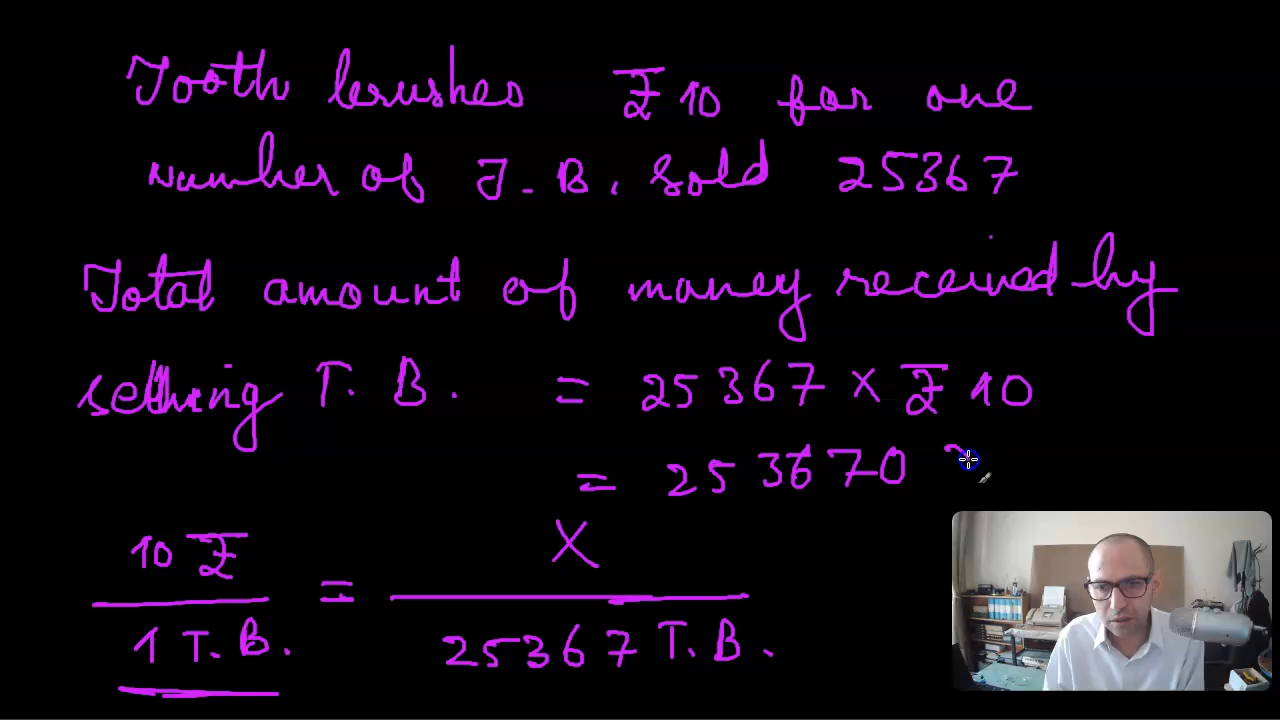 Tooth brushes ₹ 10 for one
number of T. B. sold 25367
Total amount of money received by
selling T. B. = 25367 × ₹ 10
= 253670
10 ₹ / 1 T. B. = X / 25367 T. B.